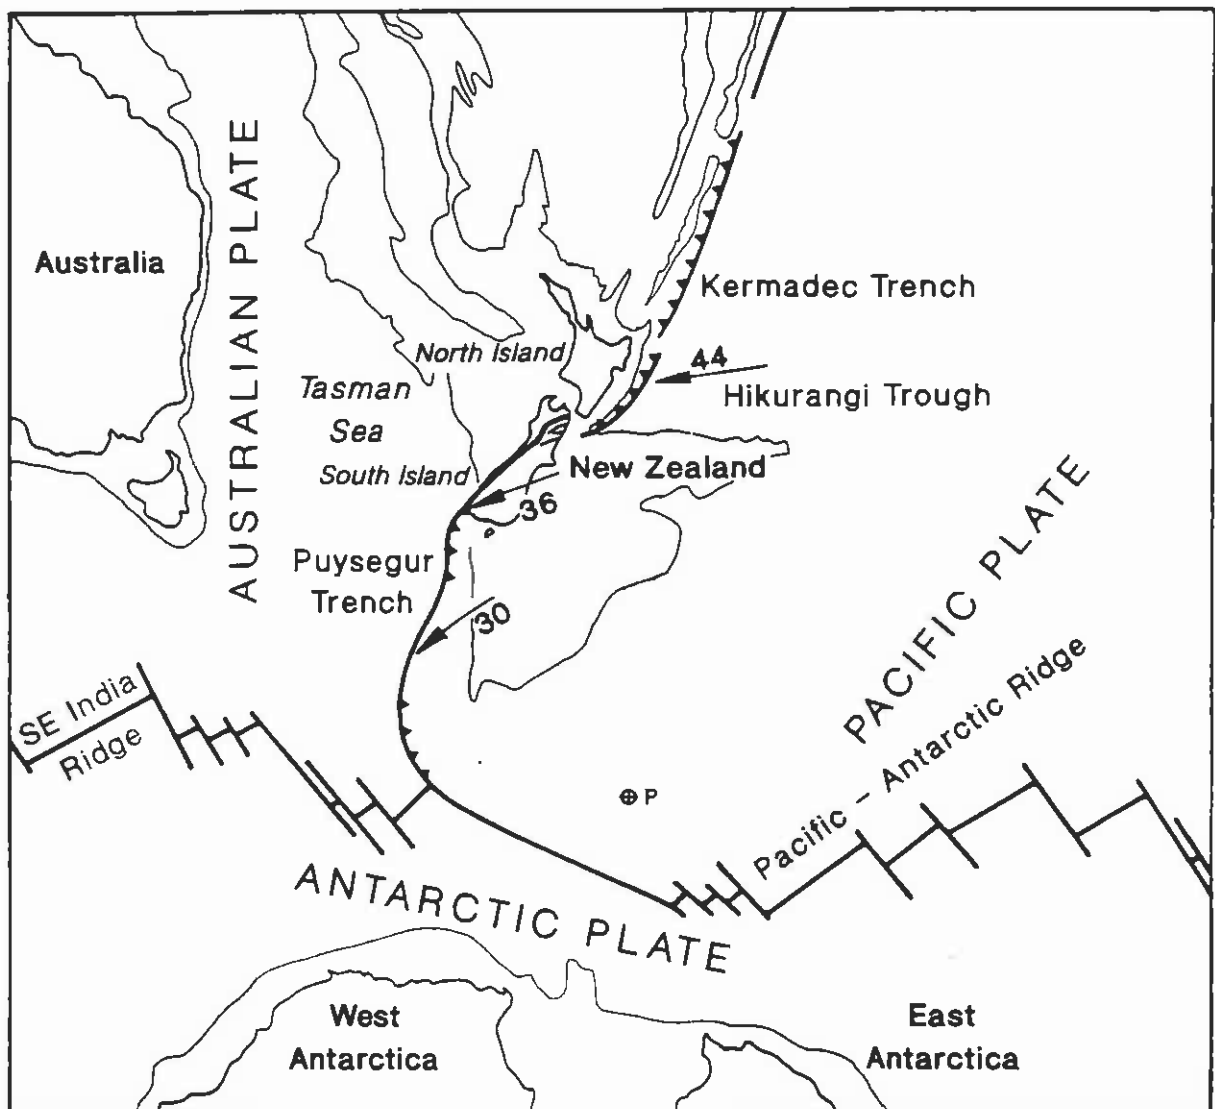 AUSTRALIAN PLATE
Australia
Kermadec Trench
North Island
44
Hikurangi Trough
Tasman
Sea
South Island
New Zealand
36
Puysegur
Trench
30
PACIFIC PLATE
SE India
Ridge
P
Pacific - Antarctic Ridge
ANTARCTIC PLATE
West
Antarctica
East
Antarctica